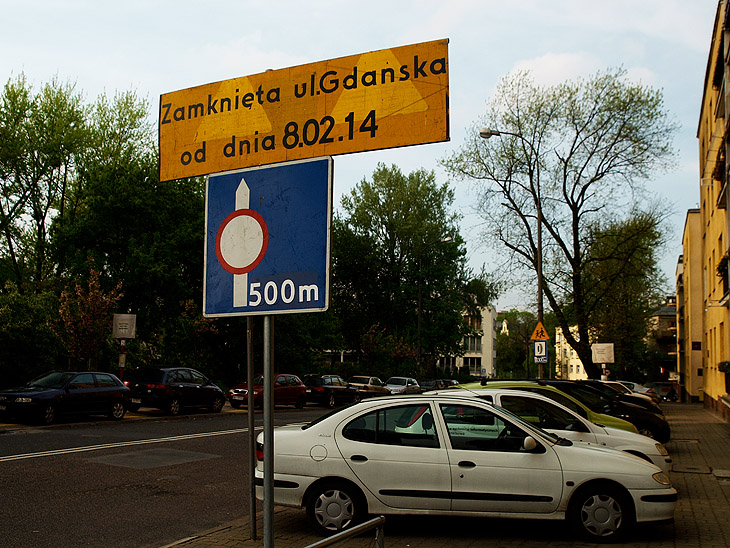 Zamknięta ul.Gdanska
od dnia 8.02.14
500m